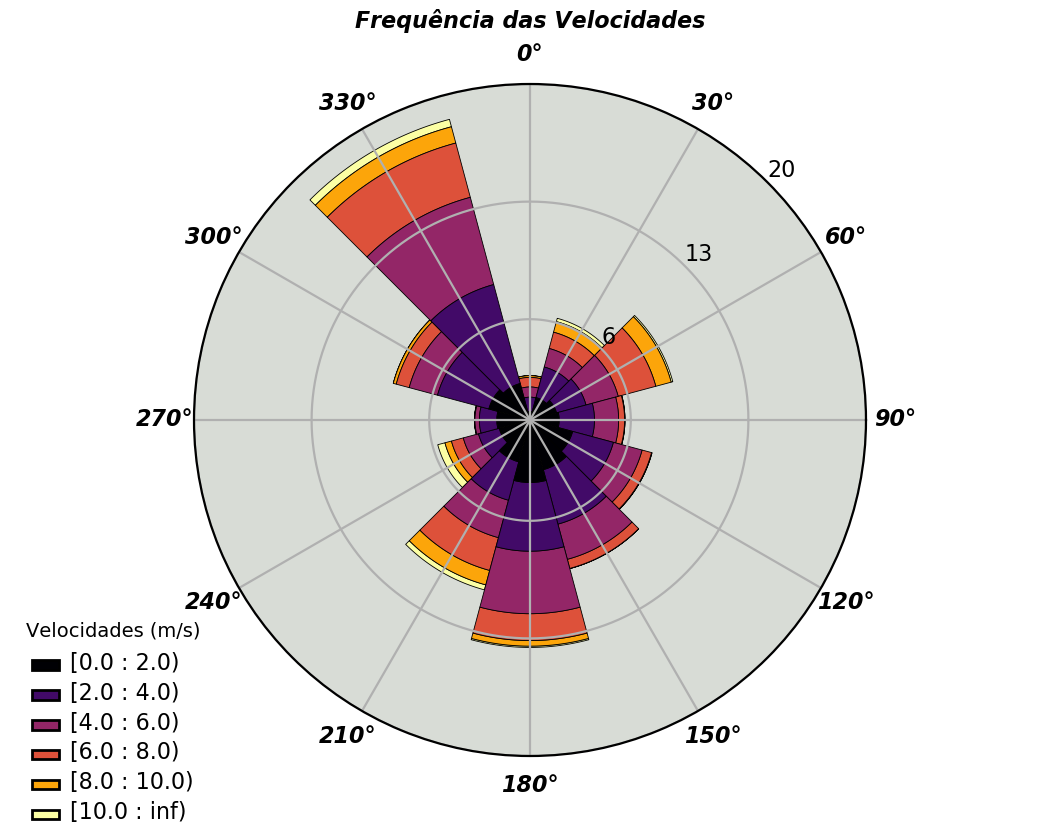 Frequência das Velocidades
0°
330°
30°
20
300°
60°
13
6
270°
90°
240°
120°
210°
150°
180°
Velocidades (m/s)
[0.0 : 2.0)
[2.0 : 4.0)
[4.0 : 6.0)
[6.0 : 8.0)
[8.0 : 10.0)
[10.0 : inf)